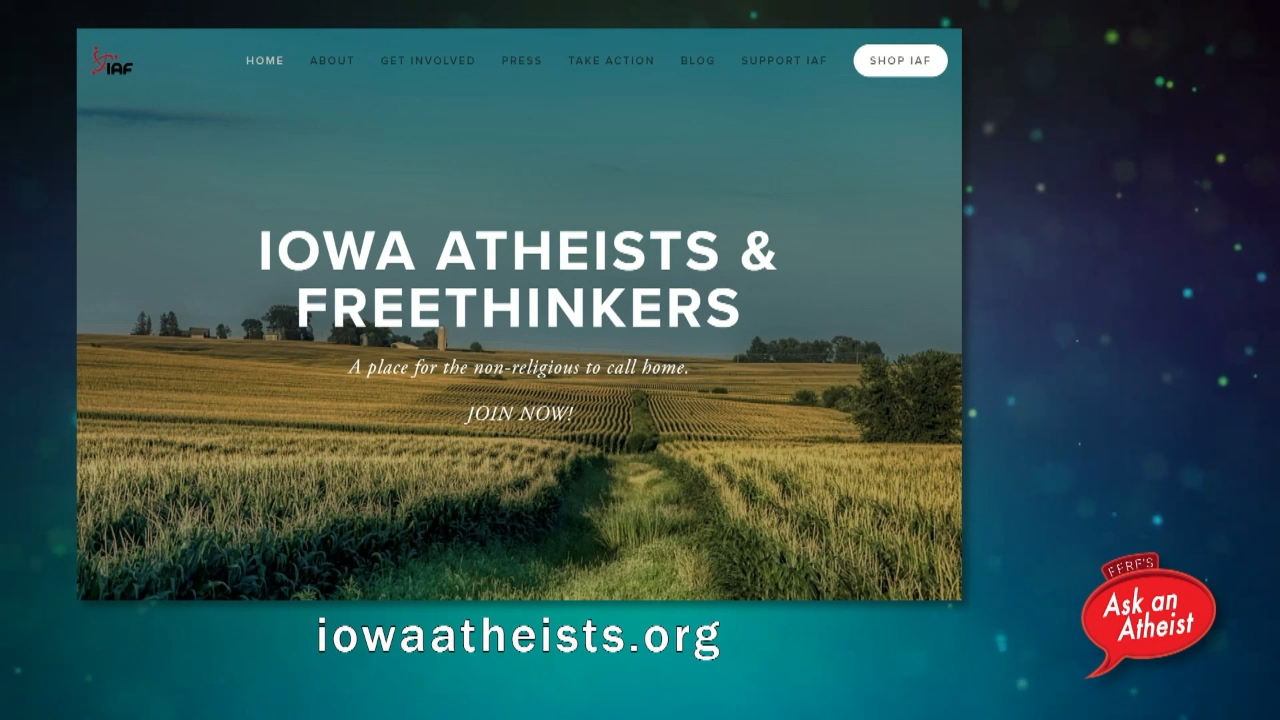 IAF
HOME ABOUT GET INVOLVED PRESS TAKE ACTION BLOG SUPPORT IAF SHOP IAF
IOWA ATHEISTS &
FREETHINKERS
A place for the non-religious to call home.
JOIN NOW!
iowaatheists.org
FFRF'S
Ask an
Atheist